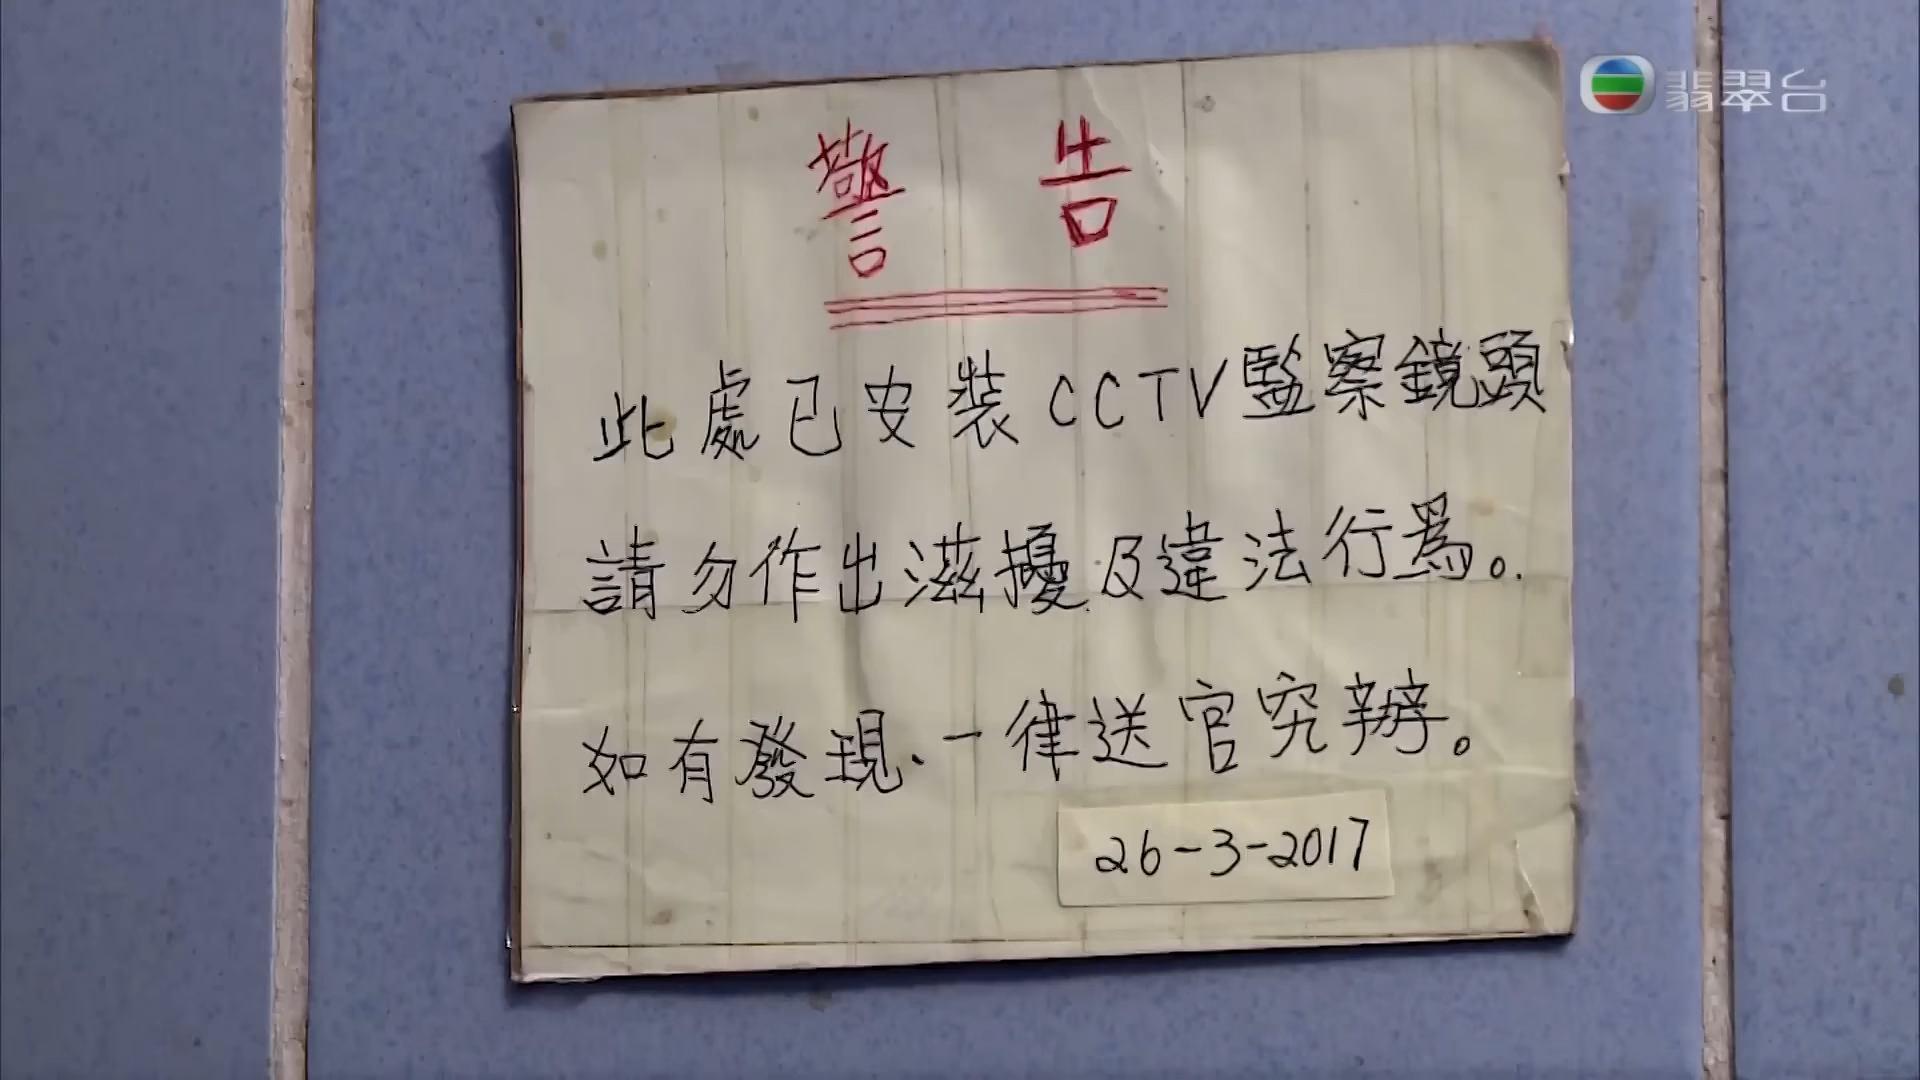 翡翠台
警告
此處已安裝CCTV監察鏡頭
請勿作出滋擾及違法行為。
如有發現、一律送官究辦。
26-3-2017